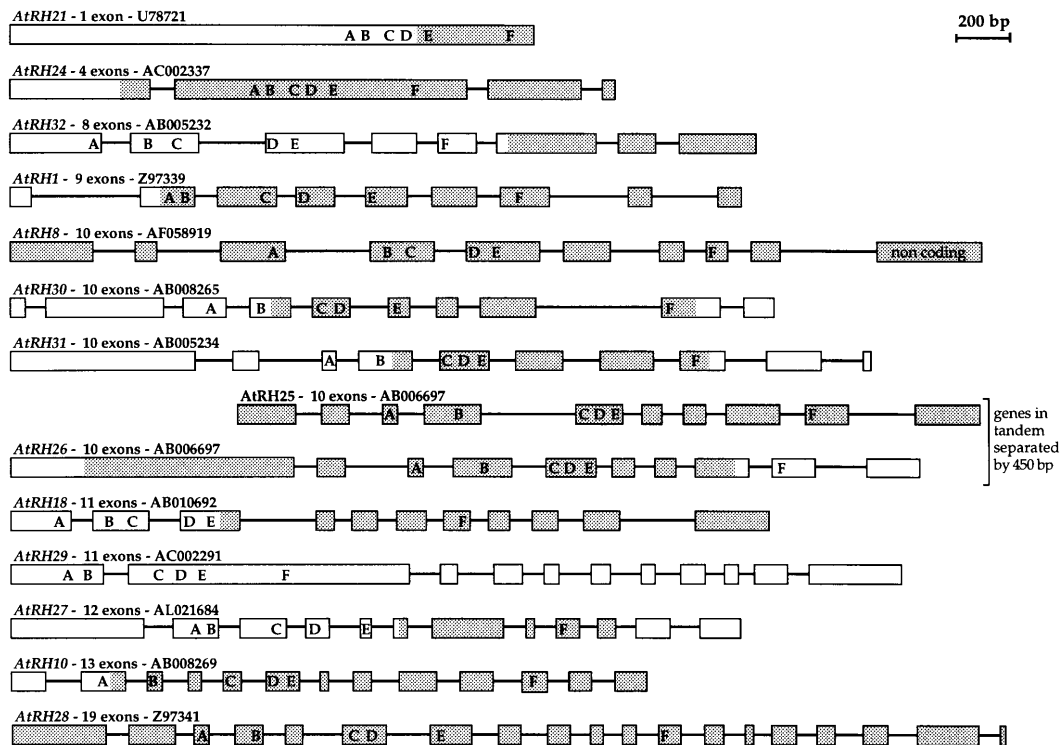 AtRH21 - 1 exon - U78721
200 bp
A B C D E F
AtRH24 - 4 exons - AC002337
A B C D E F
AtRH32 - 8 exons - AB005232
A B C D E F
AtRH1 - 9 exons - Z97339
A B C D E F
AtRH8 - 10 exons - AF058919
A B C D E F non coding
AtRH30 - 10 exons - AB008265
A B C D E F
AtRH31 - 10 exons - AB005234
A B C D E F
AtRH25 - 10 exons - AB006697
A B C D E F
genes in
tandem
separated
by 450 bp
AtRH26 - 10 exons - AB006697
A B C D E F
AtRH18 - 11 exons - AB010692
A B C D E F
AtRH29 - 11 exons - AC002291
A B C D E F
AtRH27 - 12 exons - AL021684
A B C D E F
AtRH10 - 13 exons - AB008269
A B C D E F
AtRH28 - 19 exons - Z97341
A B C D E F